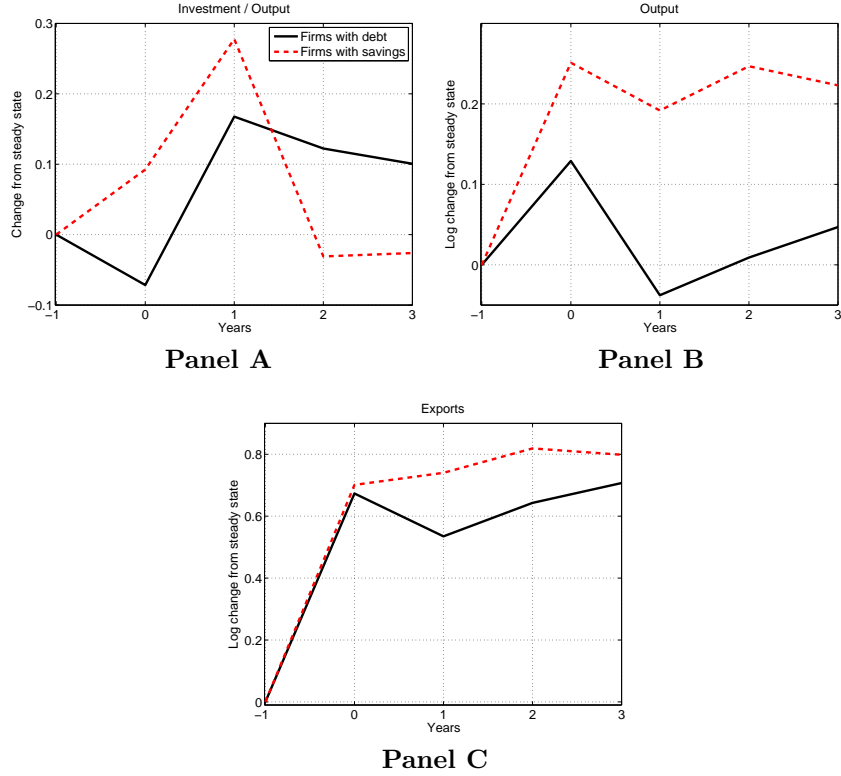 Investment / Output
0.3
0.2
0.1
0
−0.1
−1
0
1
2
3
Change from steady state
Years
Firms with debt
Firms with savings
Panel A
Output
0.2
0.1
0
−1
0
1
2
3
Log change from steady state
Years
Panel B
Exports
0.8
0.6
0.4
0.2
0
−1
0
1
2
3
Log change from steady state
Years
Panel C